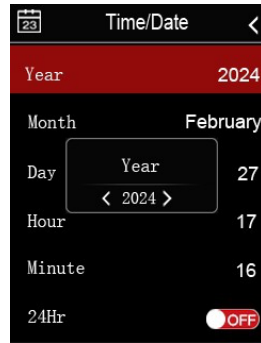 23 Time/Date <
Year 2024
Month February
Year
Day 27
< 2024 >
Hour 17
Minute 16
24Hr OFF